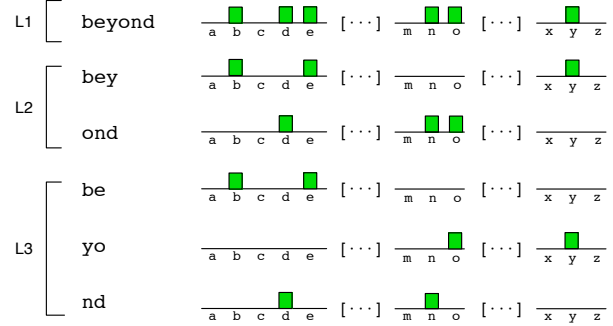 L1 beyond a b c d e [...] m n o [...] x y z
L2 bey a b c d e [...] m n o [...] x y z
ond a b c d e [...] m n o [...] x y z
L3 be a b c d e [...] m n o [...] x y z
yo a b c d e [...] m n o [...] x y z
nd a b c d e [...] m n o [...] x y z